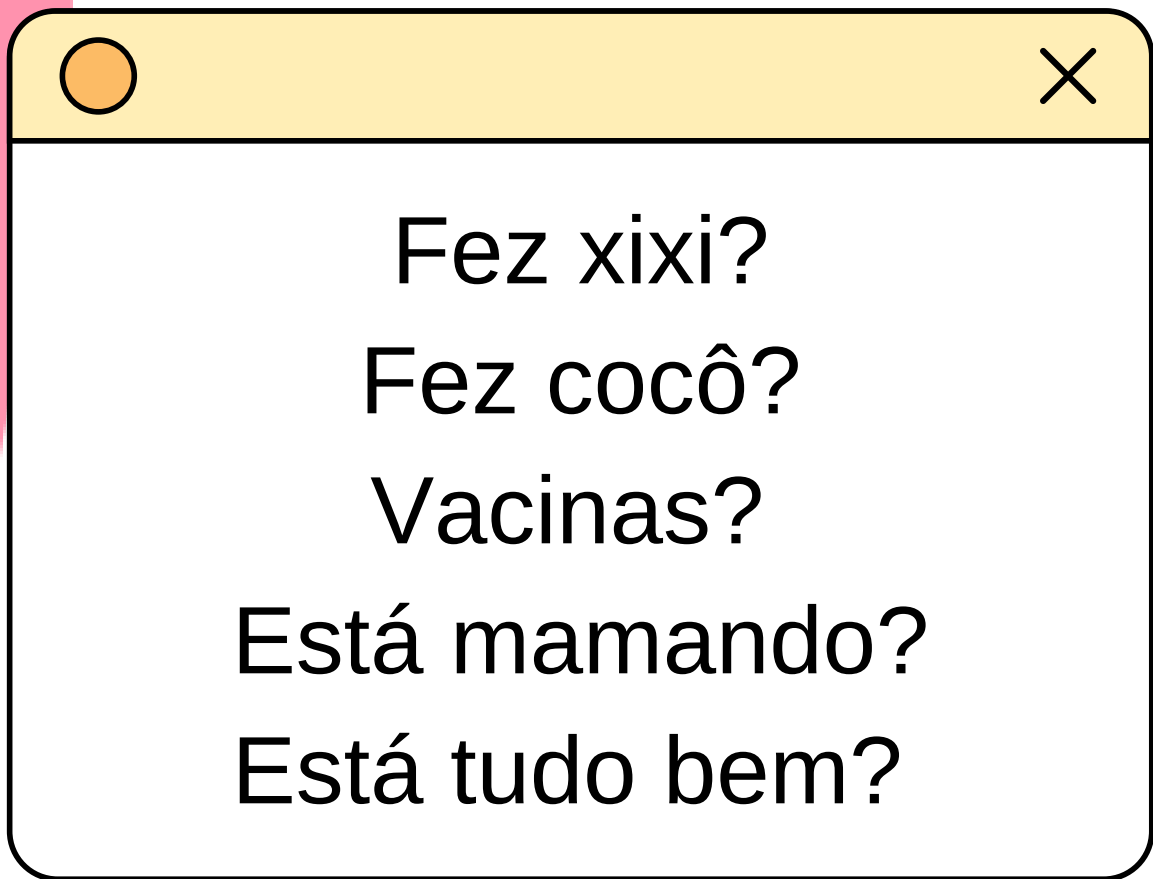 Fez xixi?
Fez cocô?
Vacinas?
Está mamando?
Está tudo bem?